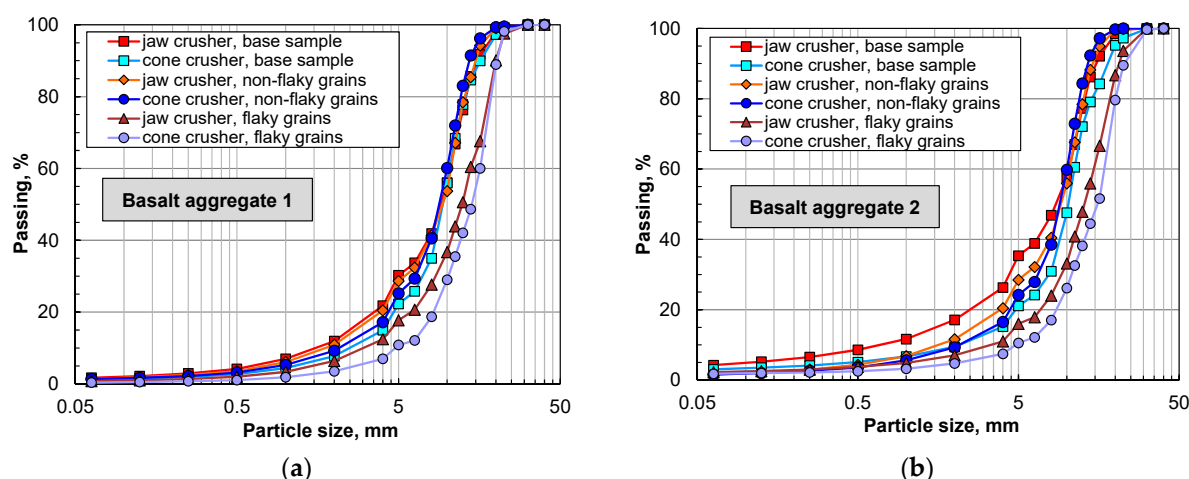 100
80
60
40
20
0
Passing, %
jaw crusher, base sample
cone crusher, base sample
jaw crusher, non-flaky grains
cone crusher, non-flaky grains
jaw crusher, flaky grains
cone crusher, flaky grains
Basalt aggregate 1
0.05
0.5
5
50
Particle size, mm
(a)
100
80
60
40
20
0
Passing, %
jaw crusher, base sample
cone crusher, base sample
jaw crusher, non-flaky grains
cone crusher, non-flaky grains
jaw crusher, flaky grains
cone crusher, flaky grains
Basalt aggregate 2
0.05
0.5
5
50
Particle size, mm
(b)